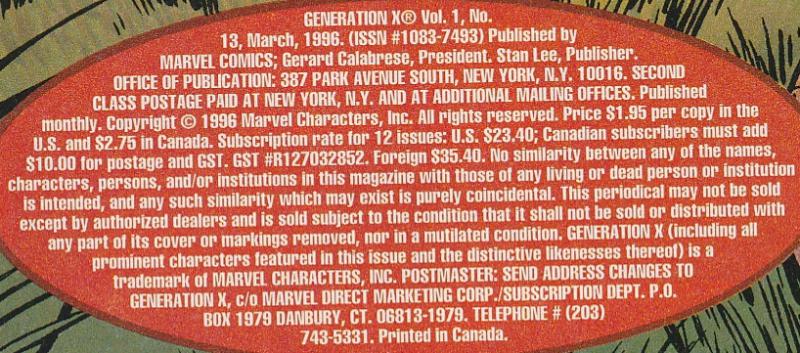 GENERATION X® Vol. 1, No.
13, March, 1996. (ISSN #1083-7493) Published by
MARVEL COMICS; Gerard Calabrese, President. Stan Lee, Publisher.
OFFICE OF PUBLICATION: 387 PARK AVENUE SOUTH, NEW YORK, N.Y. 10016. SECOND
CLASS POSTAGE PAID AT NEW YORK, N.Y. AND AT ADDITIONAL MAILING OFFICES. Published
monthly. Copyright © 1996 Marvel Characters, Inc. All rights reserved. Price $1.95 per copy in the
U.S. and $2.75 in Canada. Subscription rate for 12 issues: U.S. $23.40; Canadian subscribers must add
$10.00 for postage and GST. GST #R127032852. Foreign $35.40. No similarity between any of the names,
characters, persons, and/or institutions in this magazine with those of any living or dead person or institution
is intended, and any such similarity which may exist is purely coincidental. This periodical may not be sold
except by authorized dealers and is sold subject to the condition that it shall not be sold or distributed with
any part of its cover or markings removed, nor in a mutilated condition. GENERATION X (including all
prominent characters featured in this issue and the distinctive likenesses thereof) is a
trademark of MARVEL CHARACTERS, INC. POSTMASTER: SEND ADDRESS CHANGES TO
GENERATION X, c/o MARVEL DIRECT MARKETING CORP./SUBSCRIPTION DEPT. P.O.
BOX 1979 DANBURY, CT. 06813-1979. TELEPHONE # (203)
743-5331. Printed in Canada.